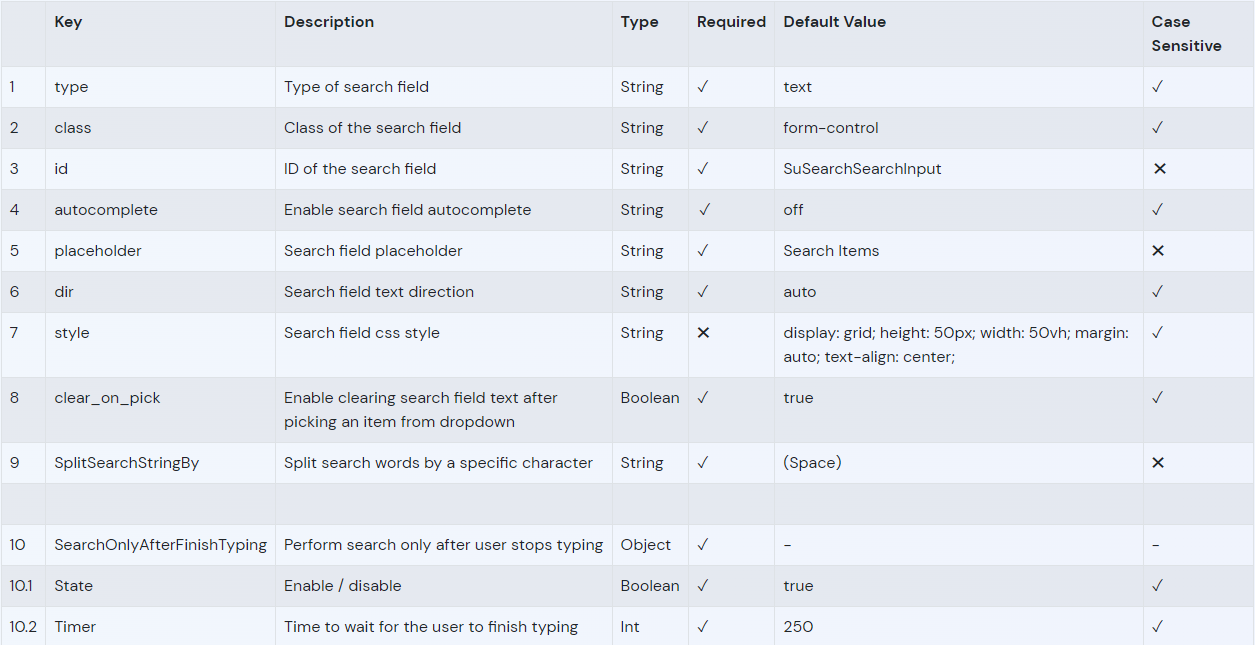 Key Description Type Required Default Value Case Sensitive
1 type Type of search field String ✓ text ✓
2 class Class of the search field String ✓ form-control ✓
3 id ID of the search field String ✓ SuSearchSearchInput ✕
4 autocomplete Enable search field autocomplete String ✓ off ✓
5 placeholder Search field placeholder String ✓ Search Items ✕
6 dir Search field text direction String ✓ auto ✓
7 style Search field css style String ✕ display: grid; height: 50px; width: 50vh; margin: ✓
auto; text-align: center;
8 clear_on_pick Enable clearing search field text after Boolean ✓ true ✓
picking an item from dropdown
9 SplitSearchStringBy Split search words by a specific character String ✓ (Space) ✕
10 SearchOnlyAfterFinishTyping Perform search only after user stops typing Object ✓ - -
10.1 State Enable / disable Boolean ✓ true ✓
10.2 Timer Time to wait for the user to finish typing Int ✓ 250 ✓